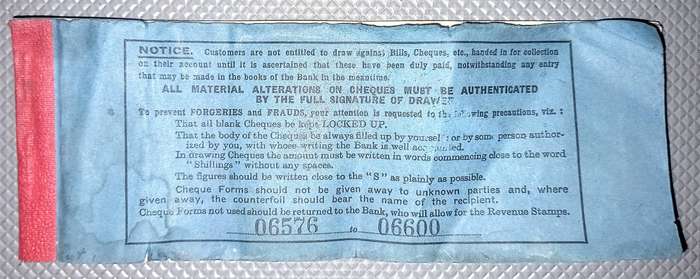 NOTICE. Customers are not entitled to draw against Bills, Cheques, etc., handed in for collection
on their account until it is ascertained that these have been duly paid, notwithstanding any entry
that may be made in the books of the Bank in the meantime.
ALL MATERIAL ALTERATIONS ON CHEQUES MUST BE AUTHENTICATED
BY THE FULL SIGNATURE OF DRAWER
To prevent FORGERIES and FRAUDS, your attention is requested to the following precautions, viz. :
That all blank Cheques be kept LOCKED UP.
That the body of the Cheques be always filled up by yourself : or by some person author-
ized by you, with whose writing the Bank is well acquainted.
In drawing Cheques the amount must be written in words commencing close to the word
"Shillings" without any spaces.
The figures should be written close to the "S" as plainly as possible.
Cheque Forms should not be given away to unknown parties and, where
given away, the counterfoil should bear the name of the recipient.
Cheque Forms not used should be returned to the Bank, who will allow for the Revenue Stamps.
06576 to 06600